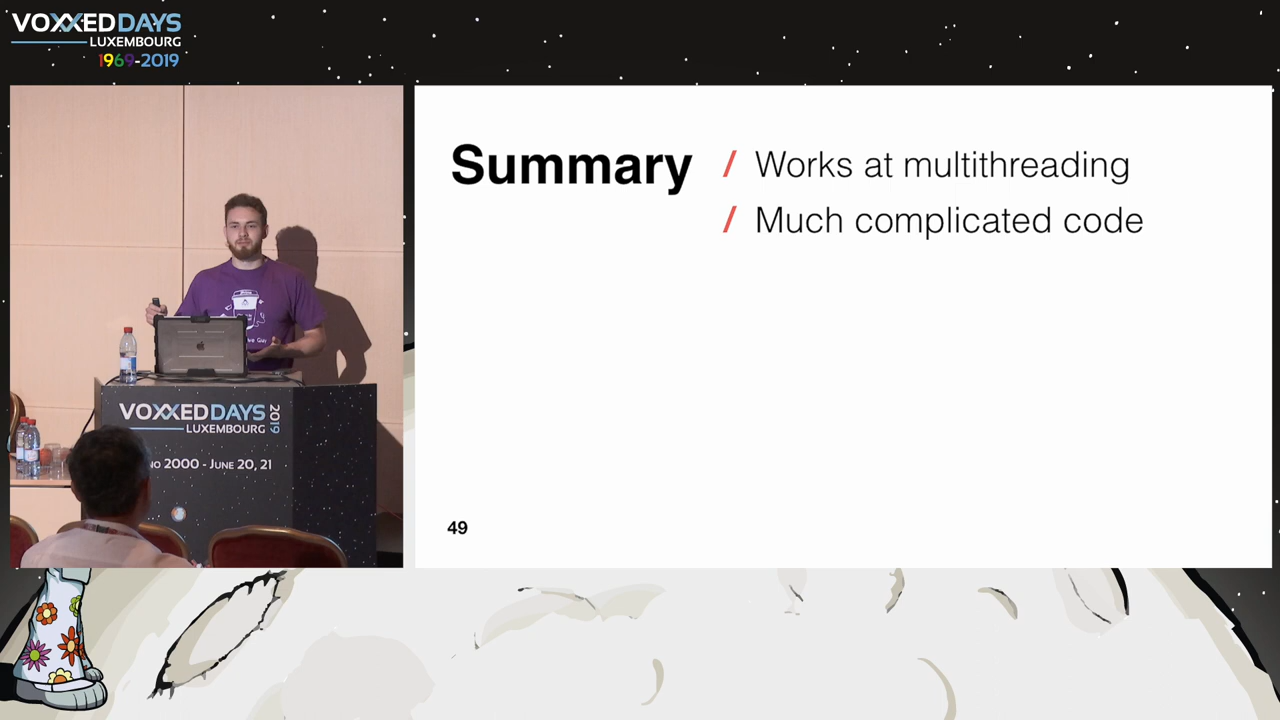 VOXXEDDAYS
LUXEMBOURG
1969-2019
Summary
/ Works at multithreading
/ Much complicated code
49
VOXXEDDAYS
LUXEMBOURG
2019
2000 - JUNE 20, 21